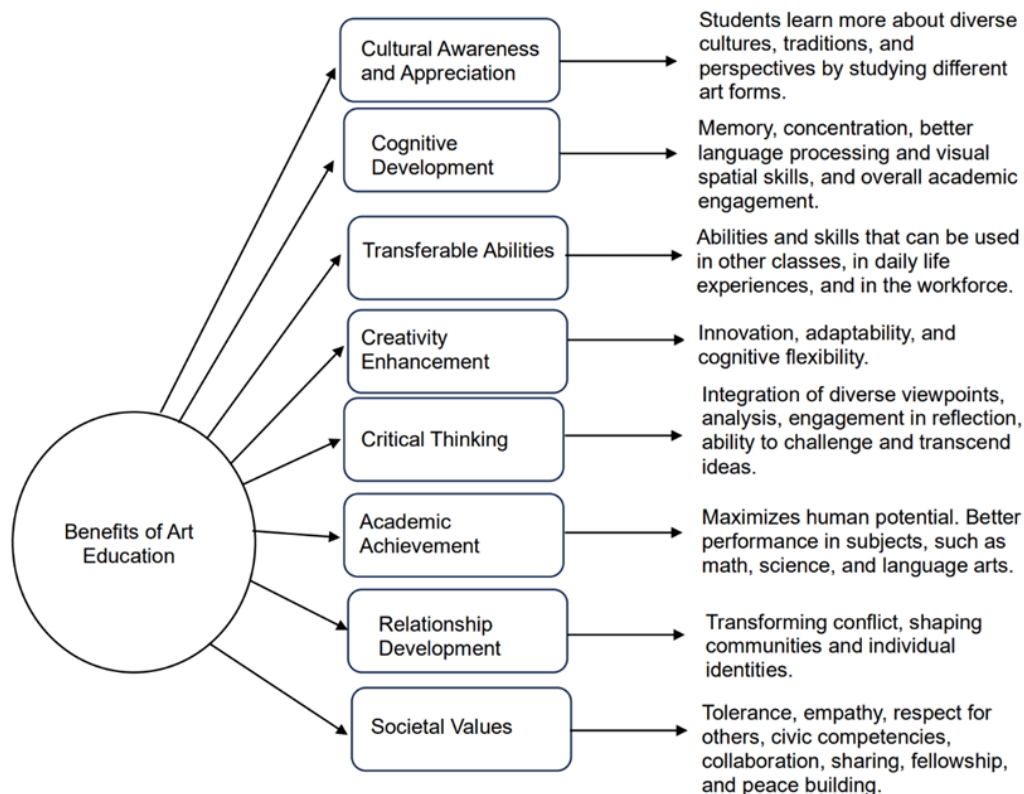 Benefits of Art
Education
Cultural Awareness
and Appreciation
Students learn more about diverse
cultures, traditions, and
perspectives by studying different
art forms.
Cognitive
Development
Memory, concentration, better
language processing and visual
spatial skills, and overall academic
engagement.
Transferable Abilities
Abilities and skills that can be used
in other classes, in daily life
experiences, and in the workforce.
Creativity
Enhancement
Innovation, adaptability, and
cognitive flexibility.
Critical Thinking
Integration of diverse viewpoints,
analysis, engagement in reflection,
ability to challenge and transcend
ideas.
Academic
Achievement
Maximizes human potential. Better
performance in subjects, such as
math, science, and language arts.
Relationship
Development
Transforming conflict, shaping
communities and individual
identities.
Societal Values
Tolerance, empathy, respect for
others, civic competencies,
collaboration, sharing, fellowship,
and peace building.